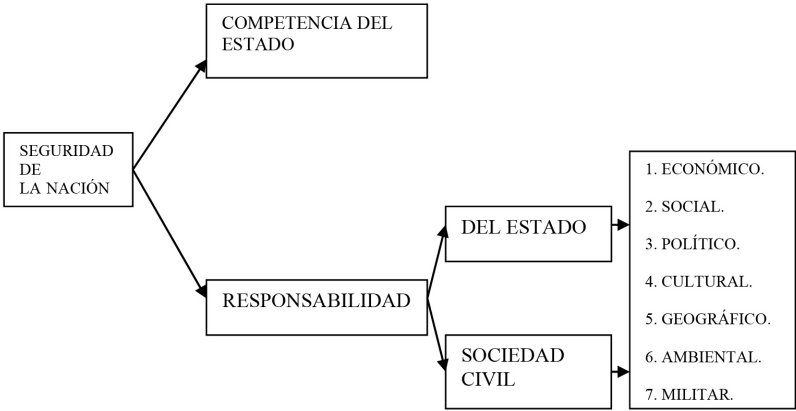 COMPETENCIA DEL
ESTADO
SEGURIDAD
DE
LA NACIÓN
RESPONSABILIDAD
DEL ESTADO
SOCIEDAD
CIVIL
1. ECONÓMICO.
2. SOCIAL.
3. POLÍTICO.
4. CULTURAL.
5. GEOGRÁFICO.
6. AMBIENTAL.
7. MILITAR.